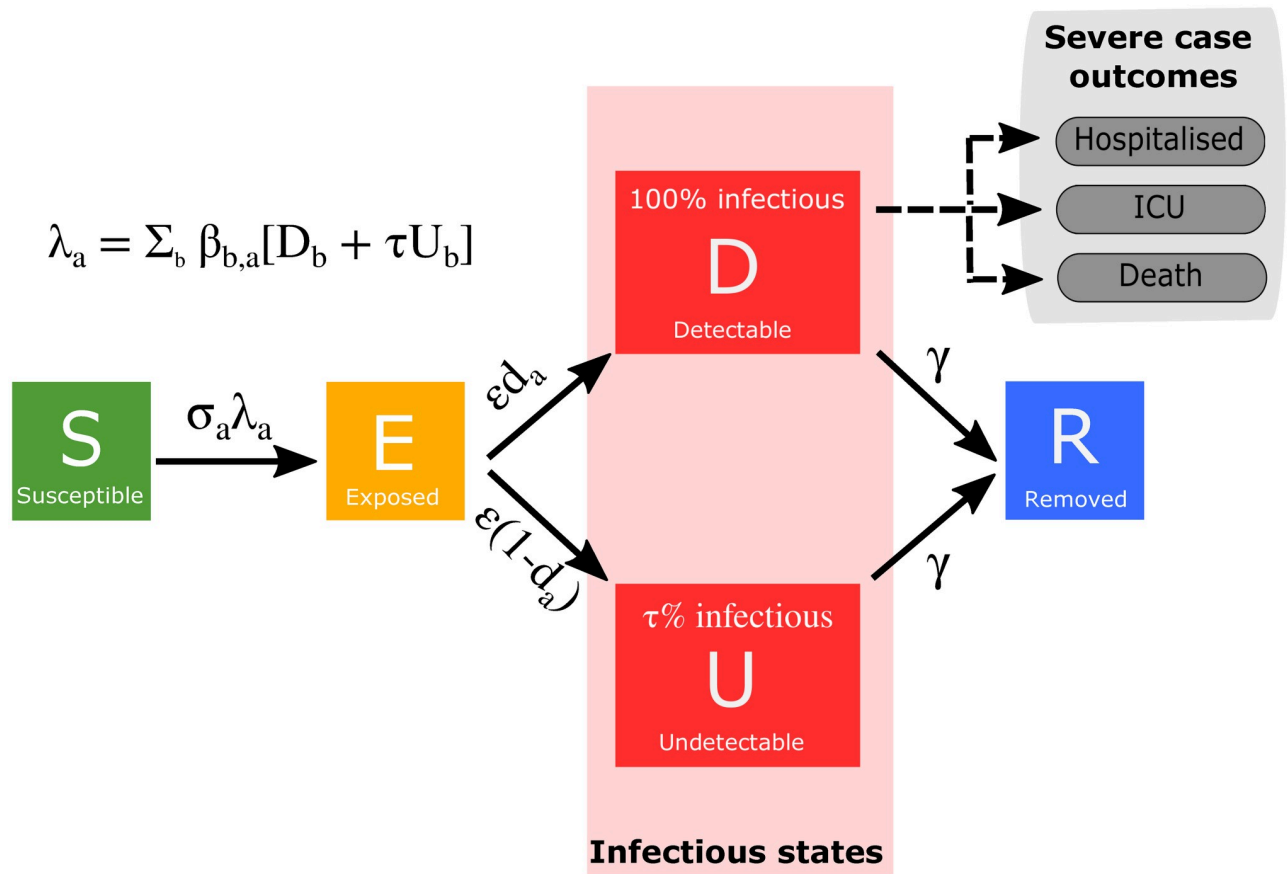 Severe case
outcomes
Hospitalised
ICU
Death
100% infectious
D
Detectable
λa = Σb βb,a[Db + τUb]
S
Susceptible
σaλa
E
Exposed
εda
ε(1-da)
γ
γ
R
Removed
τ% infectious
U
Undetectable
Infectious states